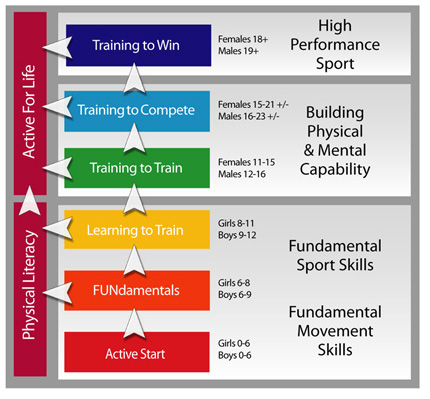 Active For Life
Physical Literacy
Training to Win
Females 18+
Males 19+
High
Performance
Sport
Training to Compete
Females 15-21 +/-
Males 16-23 +/-
Training to Train
Females 11-15
Males 12-16
Building
Physical
& Mental
Capability
Learning to Train
Girls 8-11
Boys 9-12
Fundamental
Sport Skills
FUNdamentals
Girls 6-8
Boys 6-9
Fundamental
Movement
Skills
Active Start
Girls 0-6
Boys 0-6